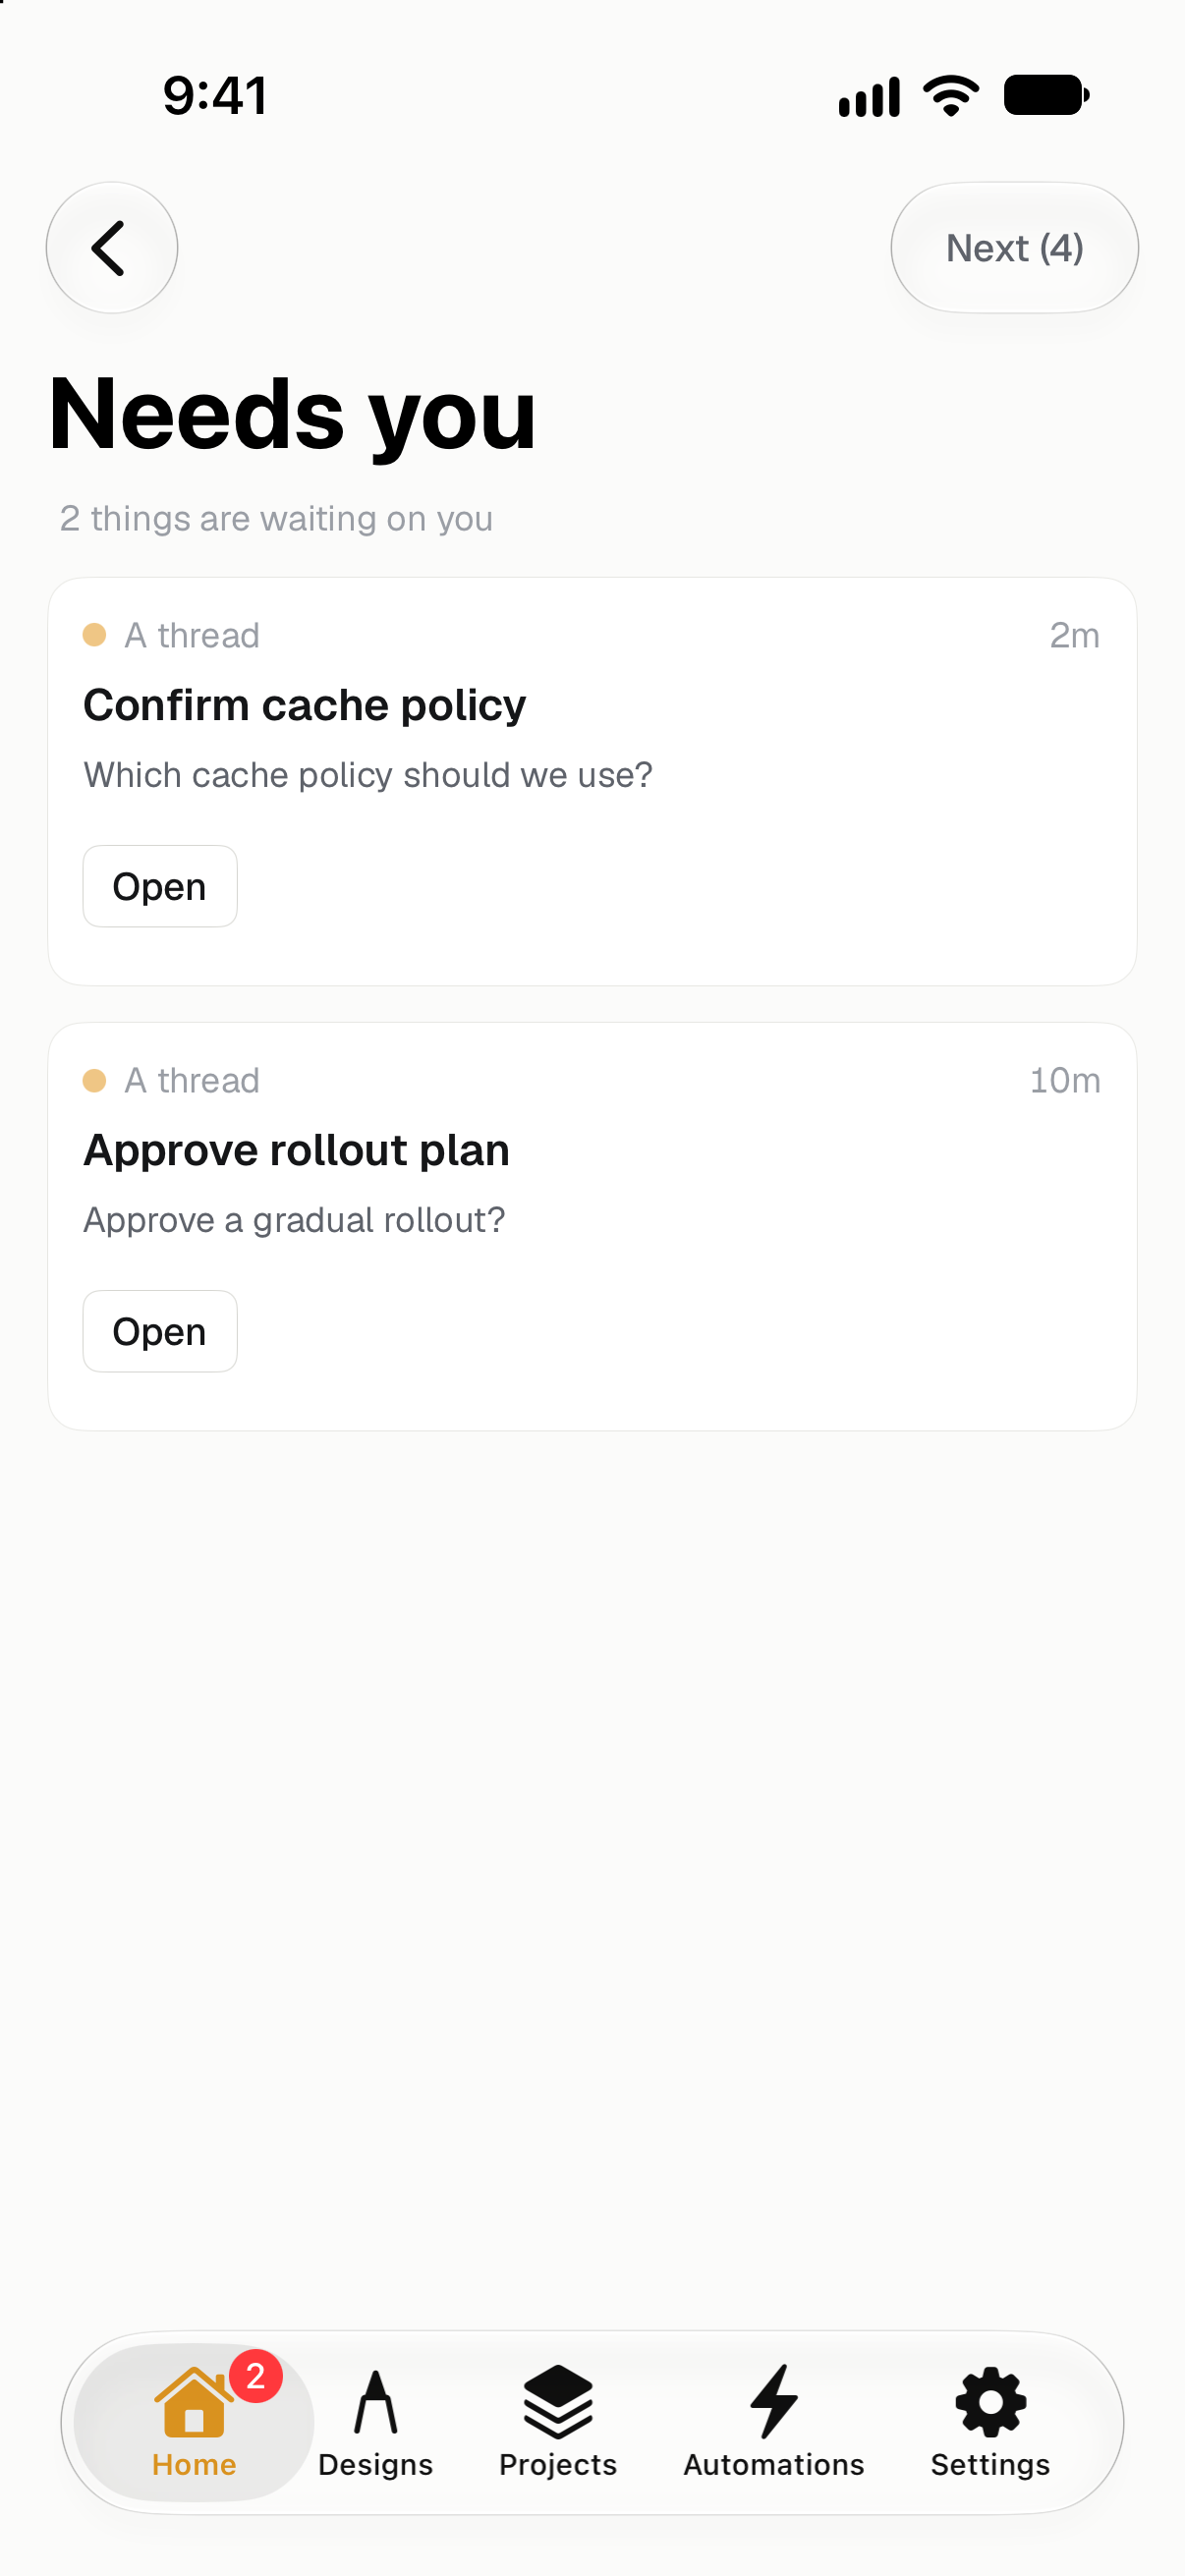 9:41
Next (4)
Needs you
2 things are waiting on you
A thread
2m
Confirm cache policy
Which cache policy should we use?
Open
A thread
10m
Approve rollout plan
Approve a gradual rollout?
Open
2
Home
Designs
Projects
Automations
Settings